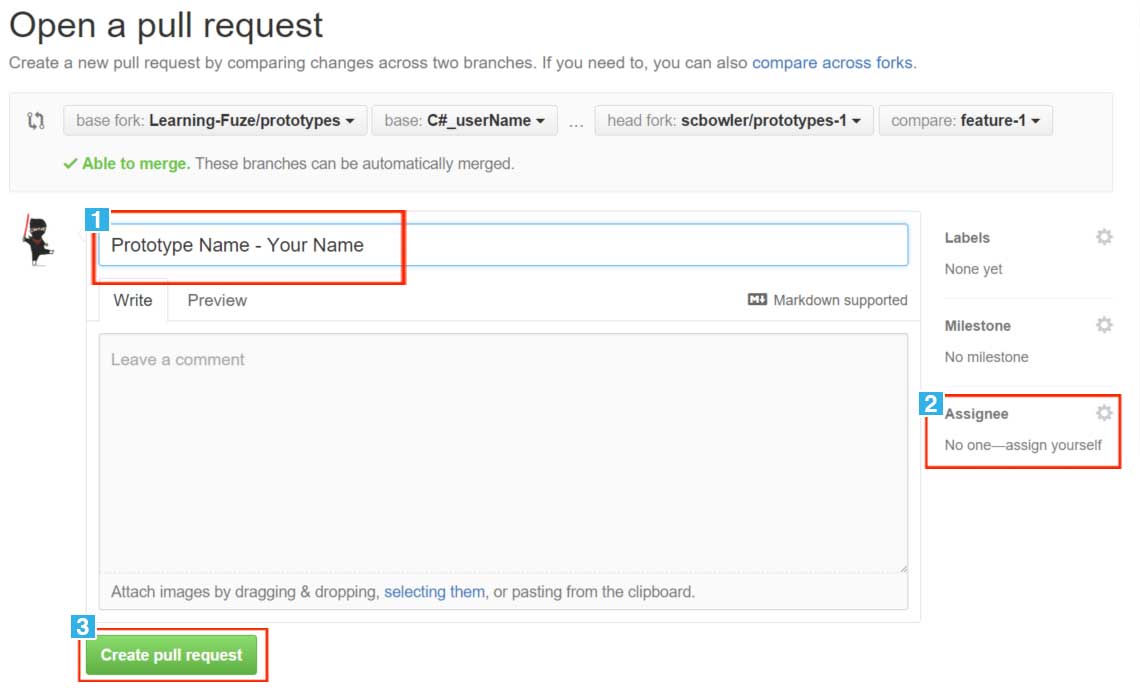 Open a pull request
Create a new pull request by comparing changes across two branches. If you need to, you can also compare across forks.
base fork: Learning-Fuze/prototypes base: C#_userName ... head fork: scbowler/prototypes-1 compare: feature-1
Able to merge. These branches can be automatically merged.
1
Prototype Name - Your Name
Write Preview Markdown supported
Leave a comment
Attach images by dragging & dropping, selecting them, or pasting from the clipboard.
Labels
None yet
Milestone
No milestone
2
Assignee
No one—assign yourself
3
Create pull request